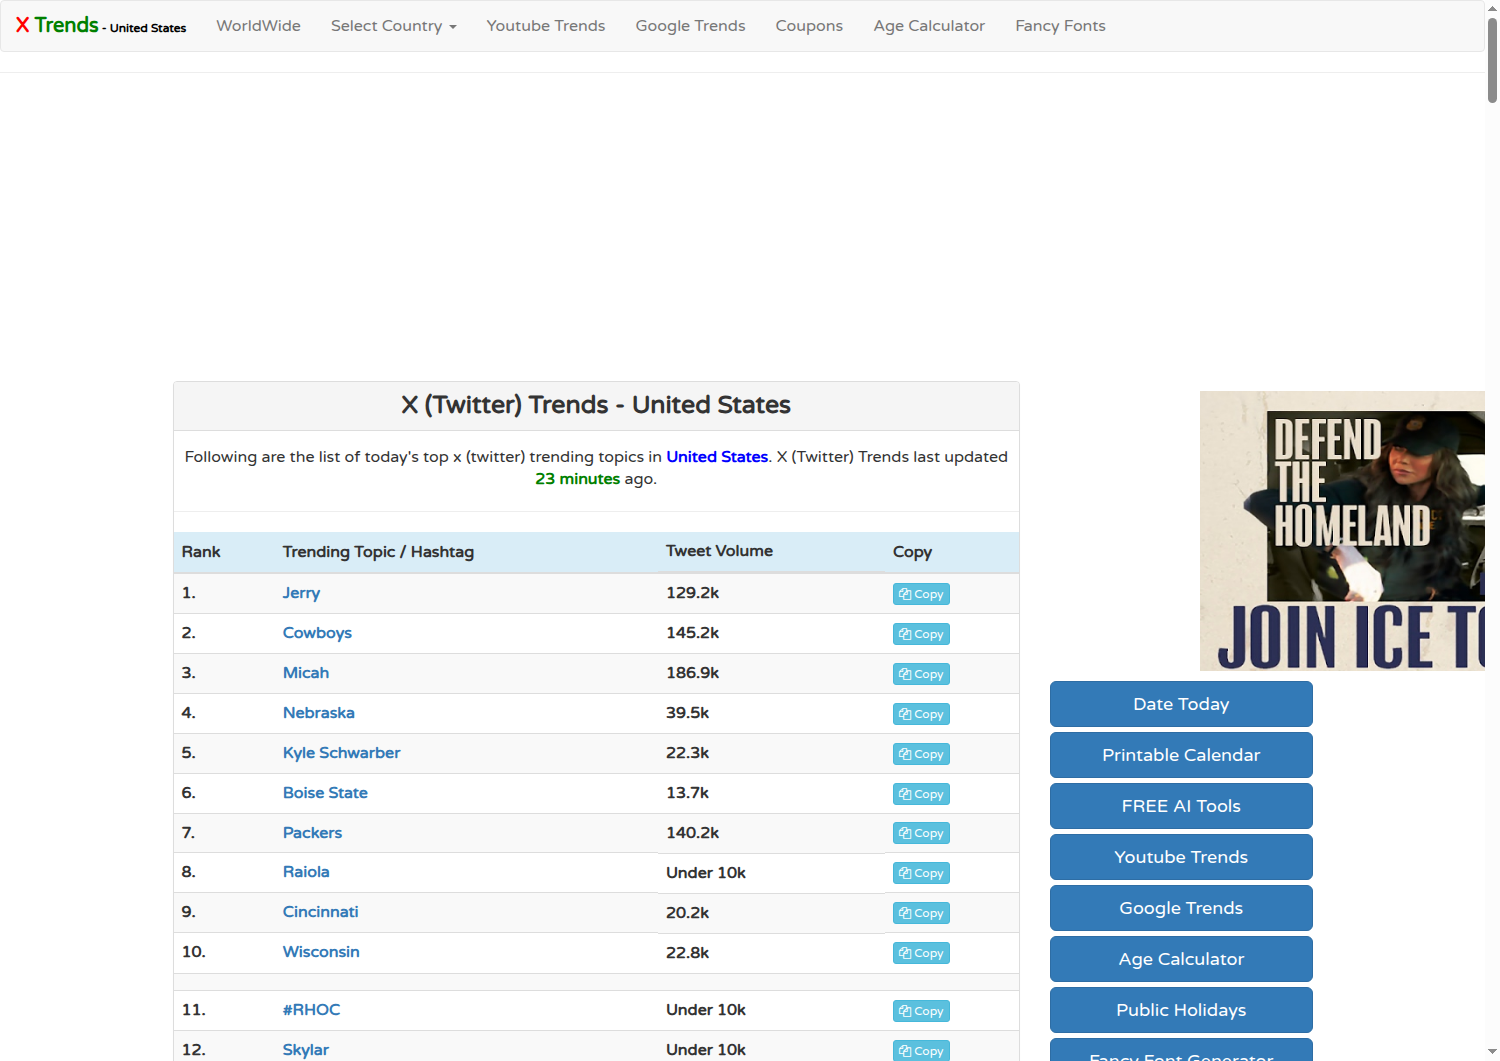 X Trends - United States
WorldWide
Select Country
Youtube Trends
Google Trends
Coupons
Age Calculator
Fancy Fonts
X (Twitter) Trends - United States
Following are the list of today's top x (twitter) trending topics in United States. X (Twitter) Trends last updated
23 minutes ago.
Rank Trending Topic / Hashtag Tweet Volume Copy
1. Jerry 129.2k Copy
2. Cowboys 145.2k Copy
3. Micah 186.9k Copy
4. Nebraska 39.5k Copy
5. Kyle Schwarber 22.3k Copy
6. Boise State 13.7k Copy
7. Packers 140.2k Copy
8. Raiola Under 10k Copy
9. Cincinnati 20.2k Copy
10. Wisconsin 22.8k Copy
11. #RHOC Under 10k Copy
12. Skylar Under 10k Copy
DEFEND
THE
HOMELAND
JOIN ICE
Date Today
Printable Calendar
FREE AI Tools
Youtube Trends
Google Trends
Age Calculator
Public Holidays
Fancy Font Generator